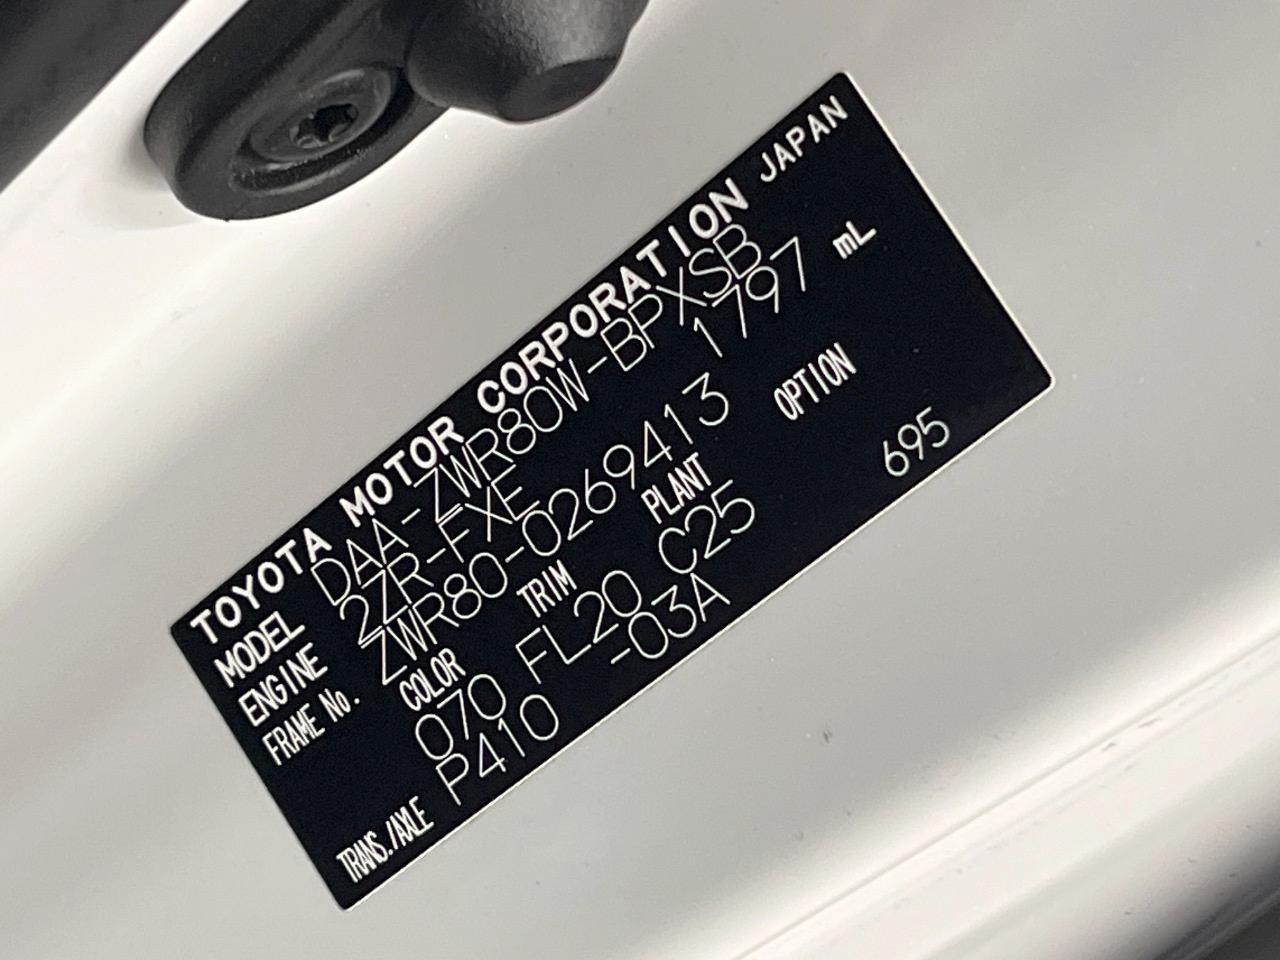 TOYOTA MOTOR CORPORATION JAPAN
MODEL DAA-ZWR80W-BPXSB
ENGINE 2ZR-FXE 1797 mL
FRAME No. ZWR80-0269413
COLOR TRIM PLANT OPTION
070 FL20 C25 695
TRANS./AXLE P410 -03A